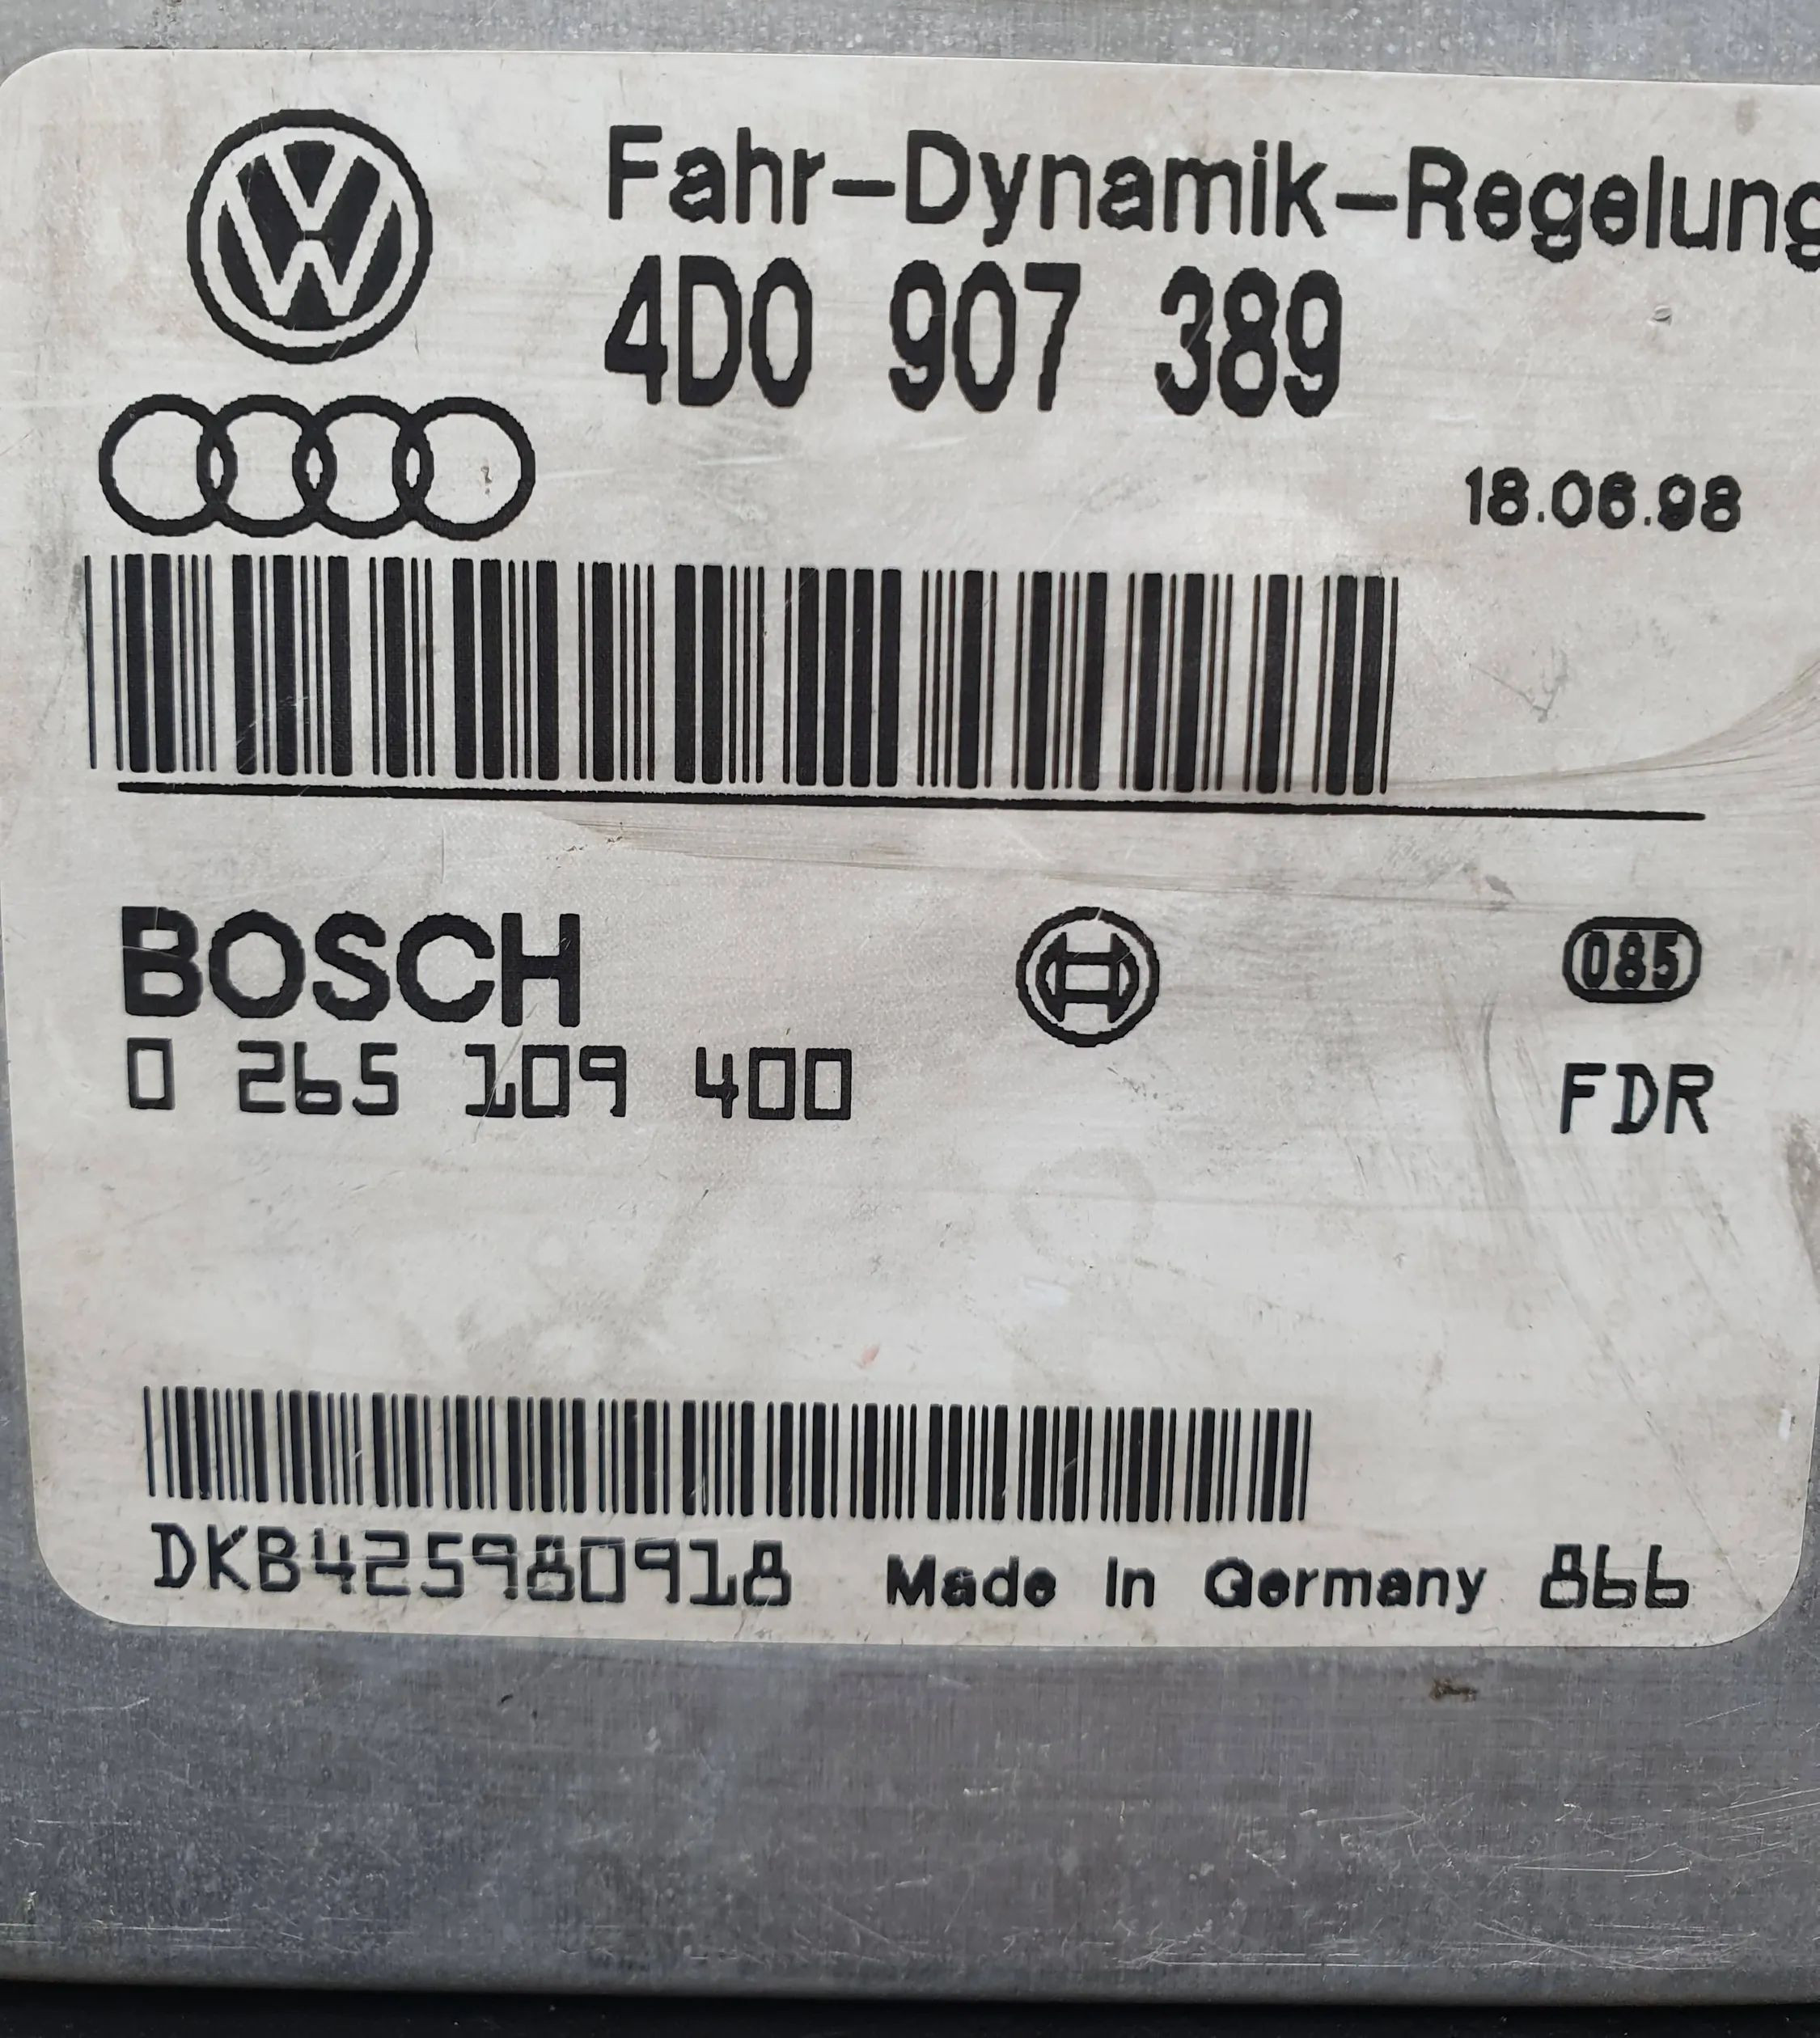 Fahr-Dynamik-Regelung
4D0 907 389
18.06.98
BOSCH
085
0 265 109 400
FDR
DKB425980918 Made In Germany 866